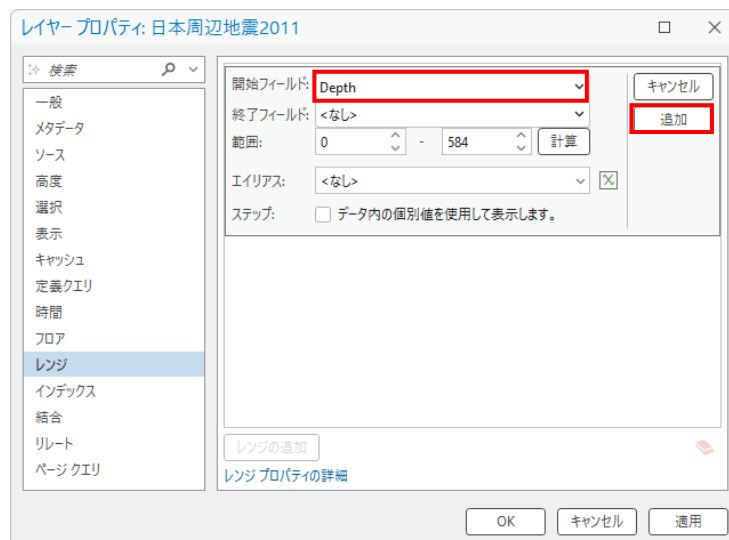 レイヤー プロパティ: 日本周辺地震2011
検索
一般
メタデータ
ソース
高度
選択
表示
キャッシュ
定義クエリ
時間
フロア
レンジ
インデックス
結合
リレート
ページ クエリ
開始フィールド: Depth
終了フィールド: <なし>
範囲: 0 - 584 計算
エイリアス: <なし>
ステップ: データ内の個別値を使用して表示します。
キャンセル
追加
レンジの追加
レンジ プロパティの詳細
OK キャンセル 適用